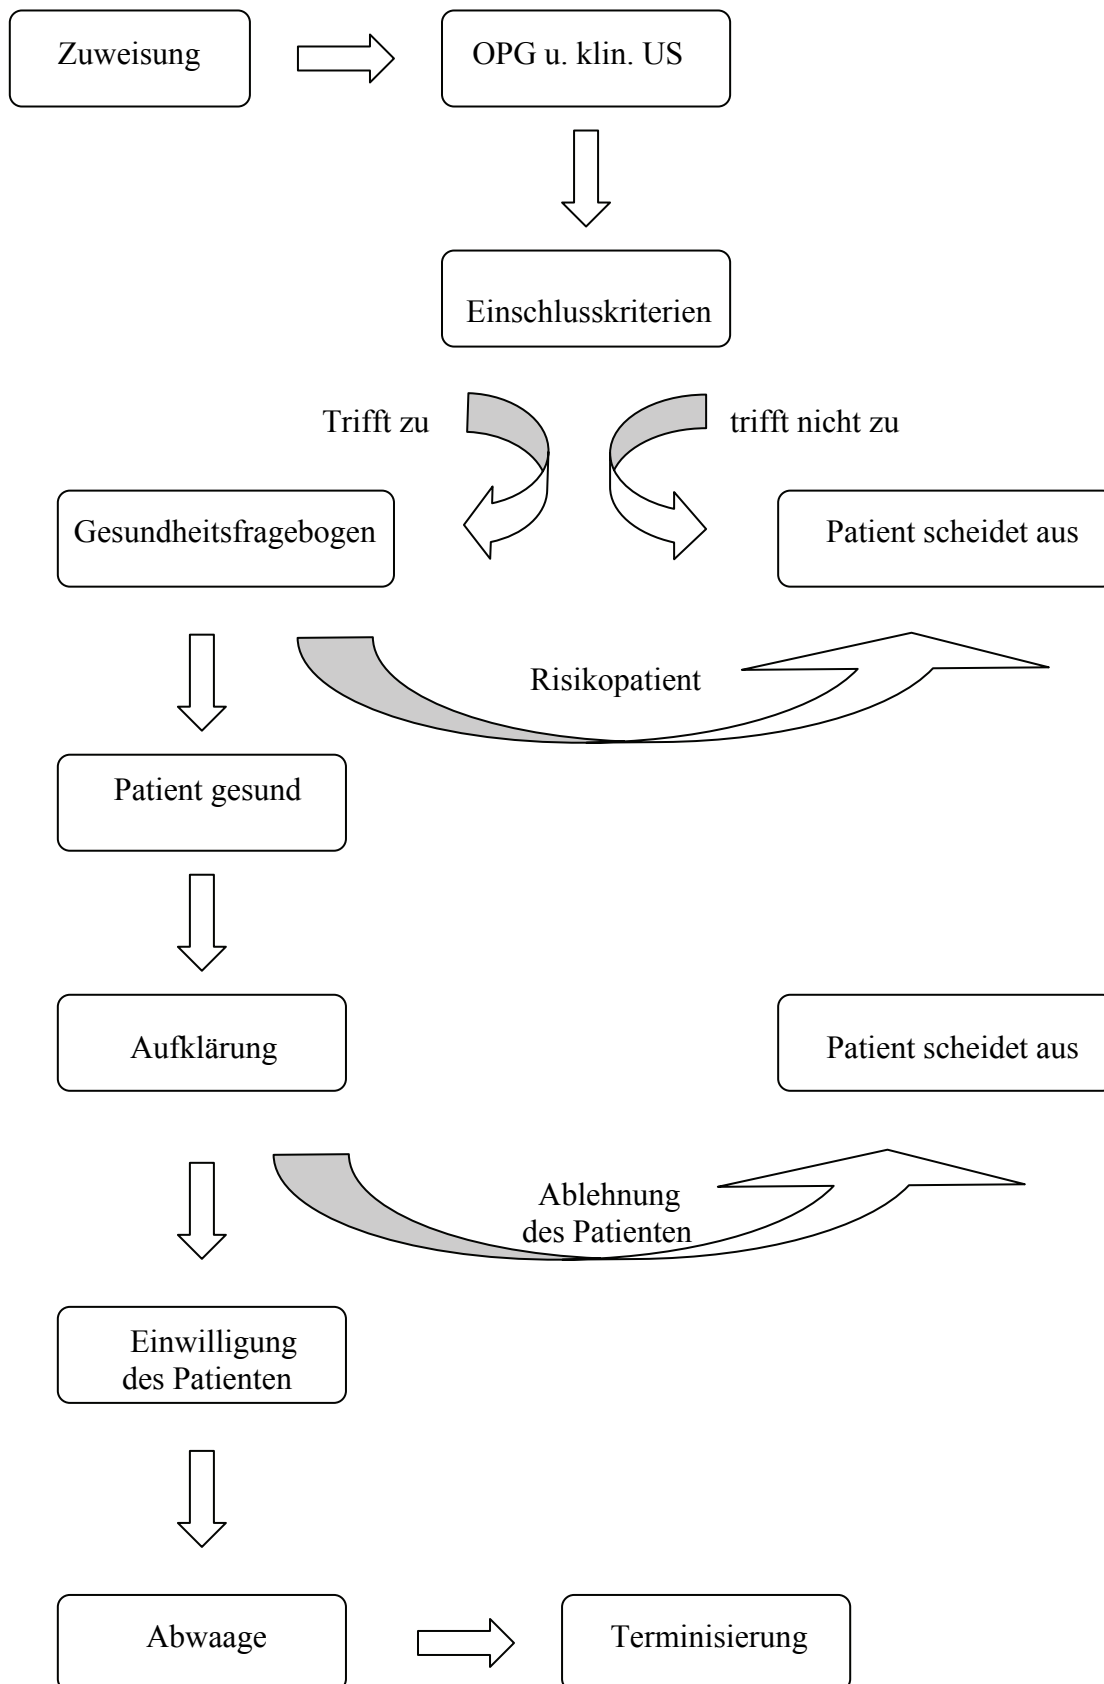 Zuweisung
OPG u. klin. US
Einschlusskriterien
Trifft zu
trifft nicht zu
Gesundheitsfragebogen
Patient scheidet aus
Risikopatient
Patient gesund
Aufklärung
Patient scheidet aus
Ablehnung
des Patienten
Einwilligung
des Patienten
Abwaage
Terminisierung